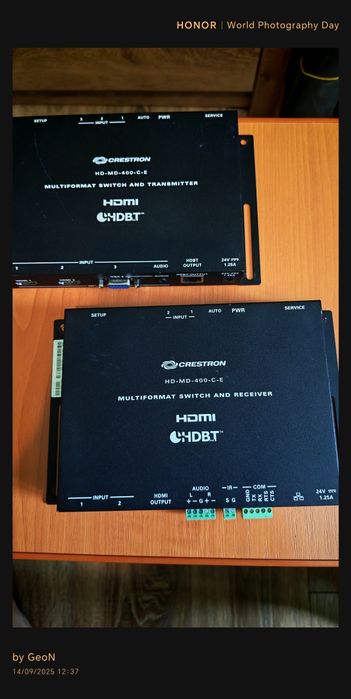 HONOR | World Photography Day
SETUP 3 2 1 AUTO PWR SERVICE
INPUT
CRESTRON
HD-MD-400-C-E
MULTIFORMAT SWITCH AND TRANSMITTER
HDMI
HDBT™
INPUT HDBT 24V
1 2 3 AUDIO OUTPUT 1.25A
SETUP 2 1 AUTO PWR SERVICE
INPUT
CRESTRON
HD-MD-400-C-E
MULTIFORMAT SWITCH AND RECEIVER
HDMI
HDBT™
AUDIO IR COM
INPUT HDMI L R 24V
1 2 OUTPUT + - G + - S G GND TX RX RTS CTS 1.25A
by GeoN
14/09/2025 12:37